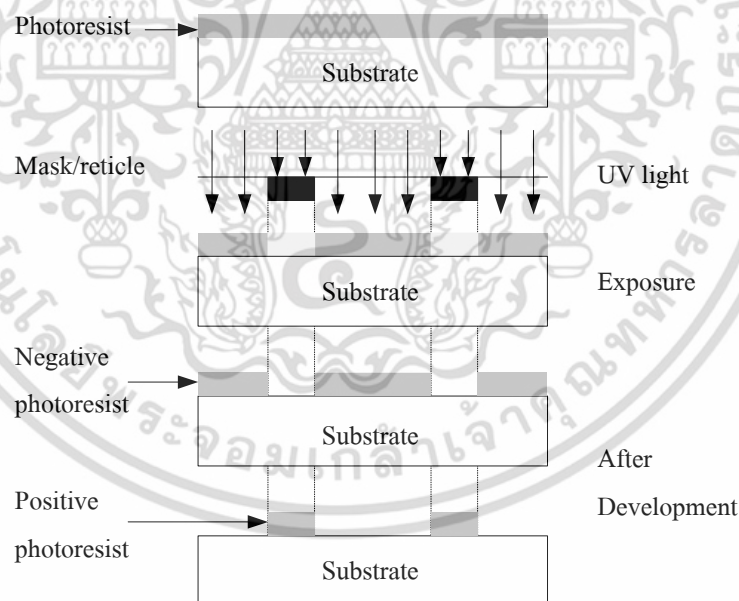 Photoresist
Substrate
Mask/reticle
UV light
Substrate
Exposure
Negative
photoresist
Substrate
After
Development
Positive
photoresist
Substrate